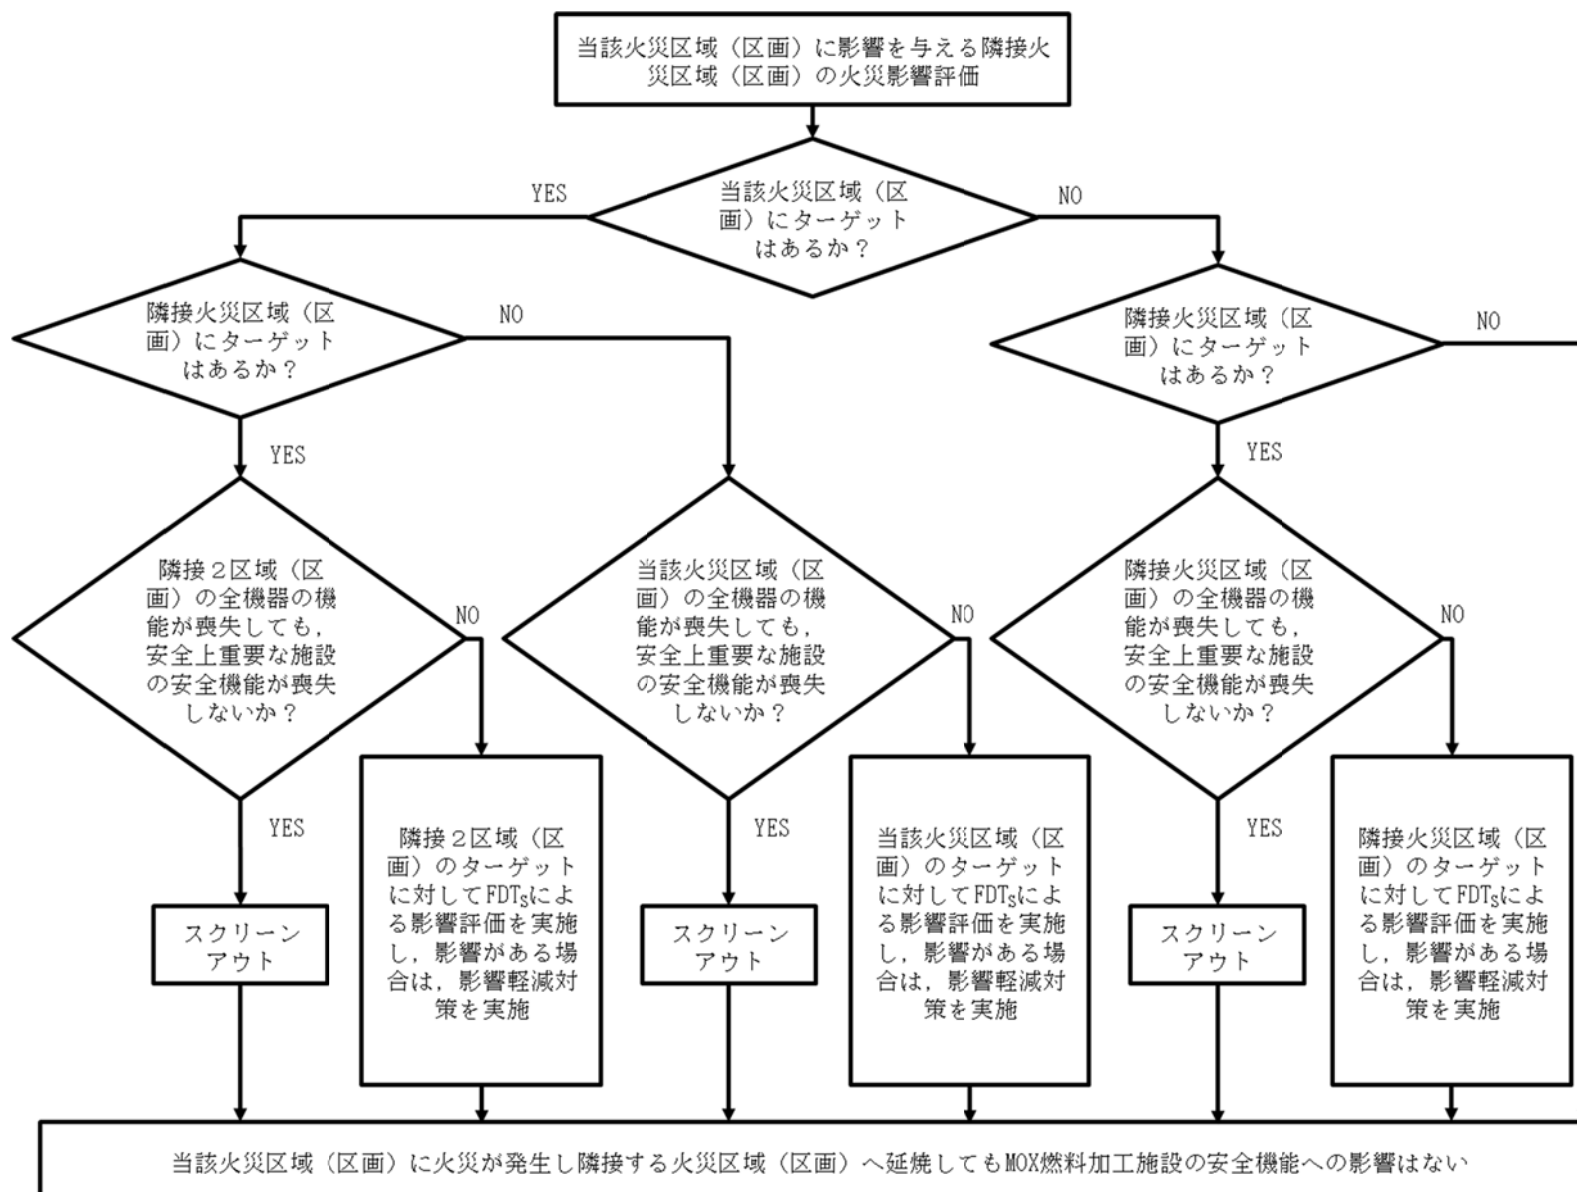 当該火災区域（区画）に影響を与える隣接火
災区域（区画）の火災影響評価
当該火災区域（区
画）にターゲット
はあるか？
YES
NO
隣接火災区域（区
画）にターゲット
はあるか？
NO
YES
隣接火災区域（区
画）にターゲット
はあるか？
NO
YES
隣接２区域（区
画）の全機器の機
能が喪失しても，
安全上重要な施設
の安全機能が喪失
しないか？
NO
YES
当該火災区域（区
画）の全機器の機
能が喪失しても，
安全上重要な施設
の安全機能が喪失
しないか？
NO
YES
隣接火災区域（区
画）の全機器の機
能が喪失しても，
安全上重要な施設
の安全機能が喪失
しないか？
NO
YES
スクリーン
アウト
隣接２区域（区
画）のターゲット
に対してFDTsによ
る影響評価を実施
し，影響がある場
合は，影響軽減対
策を実施
スクリーン
アウト
当該火災区域（区
画）のターゲット
に対してFDTsによ
る影響評価を実施
し，影響がある場
合は，影響軽減対
策を実施
スクリーン
アウト
隣接火災区域（区
画）のターゲット
に対してFDTsによ
る影響評価を実施
し，影響がある場
合は，影響軽減対
策を実施
当該火災区域（区画）に火災が発生し隣接する火災区域（区画）へ延焼してもMOX燃料加工施設の安全機能への影響はない